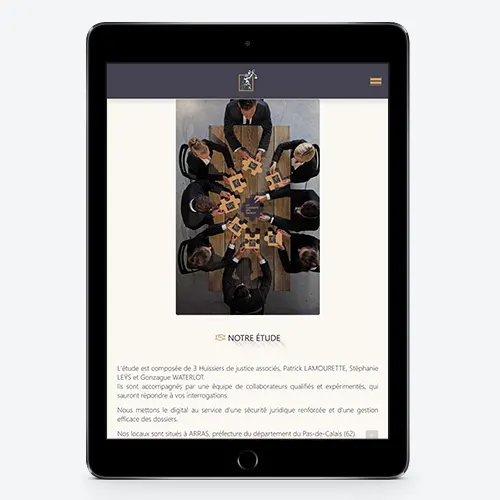 NOTRE ÉTUDE
L'étude est composée de 3 Huissiers de justice associés, Patrick LAMOURETTE, Stéphanie
LEYS et Gonzague WATERLOT.
Ils sont accompagnés par une équipe de collaborateurs qualifiés et expérimentés, qui
sauront répondre à vos interrogations.
Nous mettons le digital au service d'une sécurité juridique renforcée et d'une gestion
efficace des dossiers.
Nos locaux sont situés à ARRAS, préfecture du département du Pas-de-Calais (62).